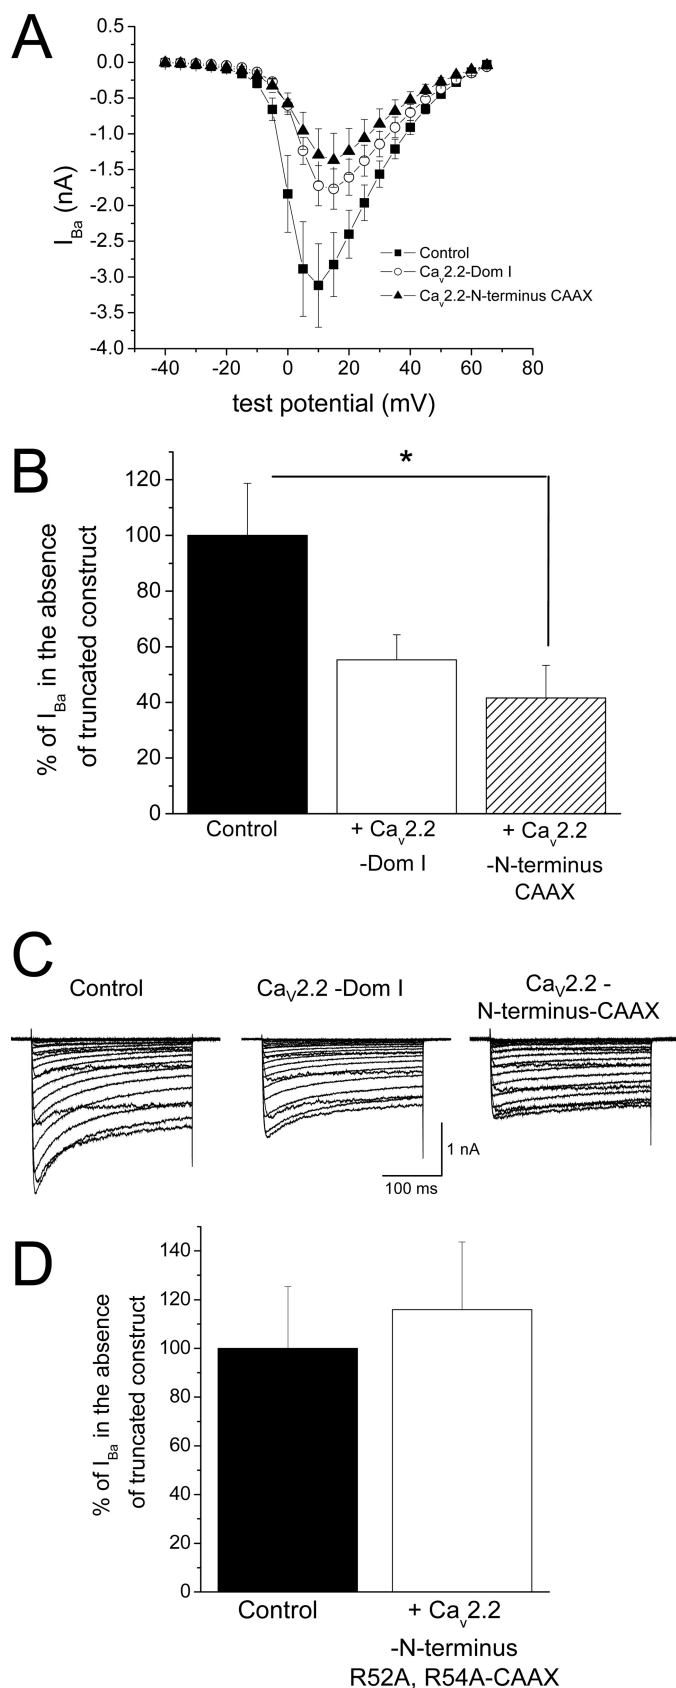 A
0.5
0.0
-0.5
-1.0
-1.5
-2.0
-2.5
-3.0
-3.5
-4.0
I_Ba (nA)
-40 -20 0 20 40 60 80
test potential (mV)
Control
Cav2.2-Dom I
Cav2.2-N-terminus CAAX
B
120
100
80
60
40
20
0
% of I_Ba in the absence
of truncated construct
*
Control
+ Cav2.2
-Dom I
+ Cav2.2
-N-terminus
CAAX
C
Control
CaV2.2 -Dom I
CaV2.2 -
N-terminus-CAAX
1 nA
100 ms
D
140
120
100
80
60
40
20
0
% of I_Ba in the absence
of truncated construct
Control
+ Cav2.2
-N-terminus
R52A, R54A-CAAX